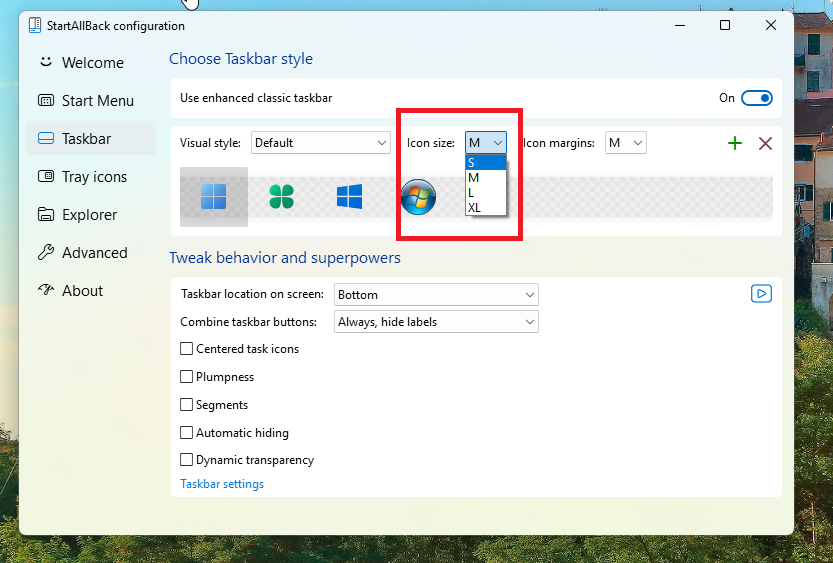 StartAllBack configuration
Welcome
Start Menu
Taskbar
Tray icons
Explorer
Advanced
About
Choose Taskbar style
Use enhanced classic taskbar On
Visual style: Default Icon size: M Icon margins: M
S
M
L
XL
Tweak behavior and superpowers
Taskbar location on screen: Bottom
Combine taskbar buttons: Always, hide labels
Centered task icons
Plumpness
Segments
Automatic hiding
Dynamic transparency
Taskbar settings